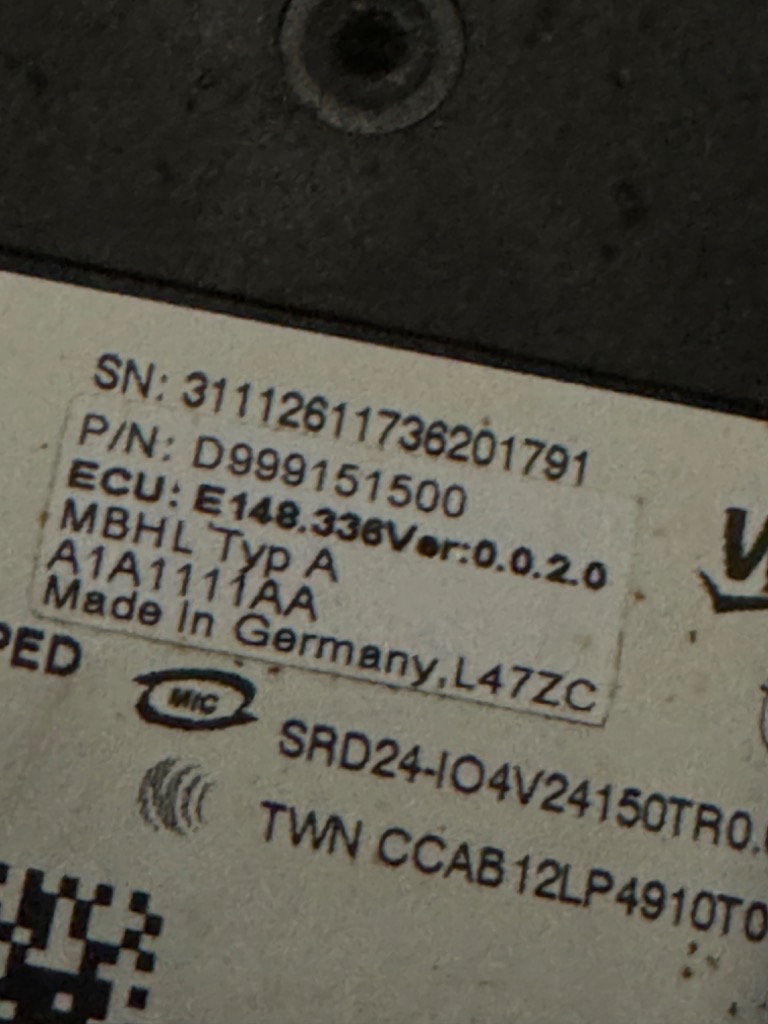 SN: 31112611736201791
P/N: D999151500
ECU: E148.336Ver:0.0.2.0
MBHL Typ A
A1A1111AA
Made In Germany,L47ZC
PED
MIC
SRD24-IO4V24150TR0.
TWN CCAB12LP4910T0